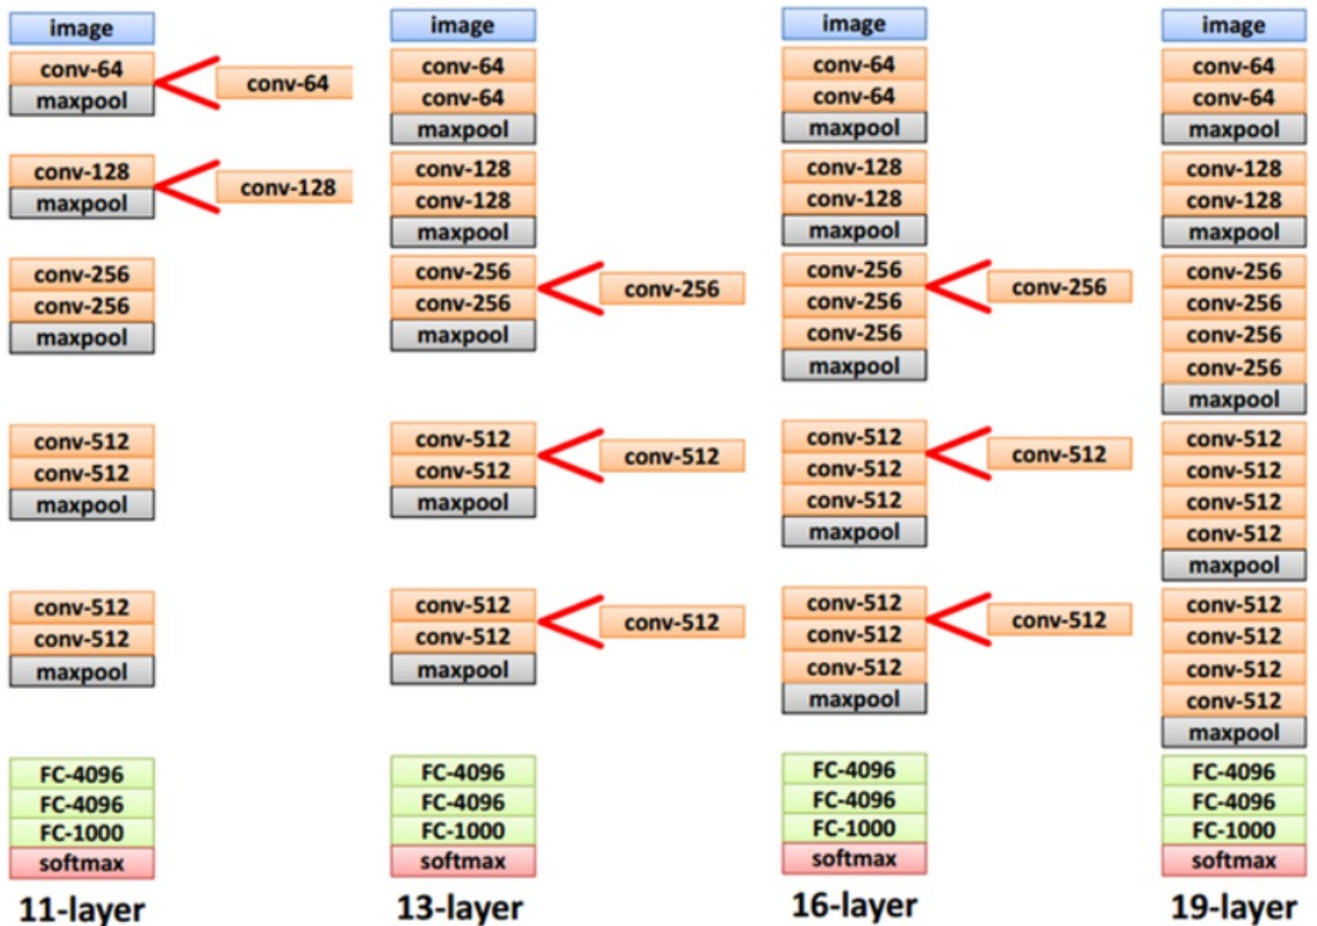 image
conv-64
maxpool
conv-128
maxpool
conv-256
conv-256
maxpool
conv-512
conv-512
maxpool
conv-512
conv-512
maxpool
FC-4096
FC-4096
FC-1000
softmax
11-layer
conv-64
conv-128
image
conv-64
conv-64
maxpool
conv-128
conv-128
maxpool
conv-256
conv-256
maxpool
conv-512
conv-512
maxpool
conv-512
conv-512
maxpool
FC-4096
FC-4096
FC-1000
softmax
13-layer
conv-256
conv-512
conv-512
image
conv-64
conv-64
maxpool
conv-128
conv-128
maxpool
conv-256
conv-256
conv-256
maxpool
conv-512
conv-512
conv-512
maxpool
conv-512
conv-512
conv-512
maxpool
FC-4096
FC-4096
FC-1000
softmax
16-layer
conv-256
conv-512
conv-512
image
conv-64
conv-64
maxpool
conv-128
conv-128
maxpool
conv-256
conv-256
conv-256
conv-256
maxpool
conv-512
conv-512
conv-512
conv-512
maxpool
conv-512
conv-512
conv-512
conv-512
maxpool
FC-4096
FC-4096
FC-1000
softmax
19-layer